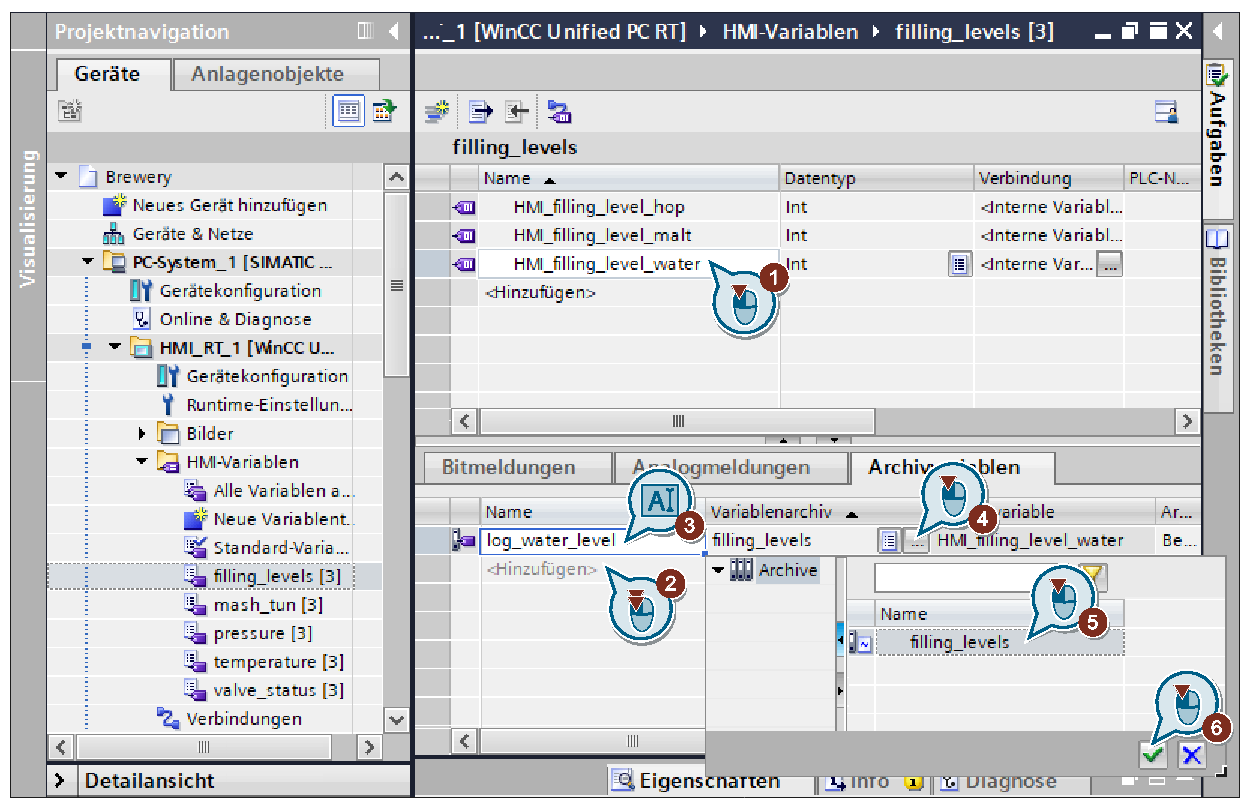 Projektnavigation
Geräte
Anlagenobjekte
Visualisierung
Brewery
Neues Gerät hinzufügen
Geräte & Netze
PC-System_1 [SIMATIC ...
Gerätekonfiguration
Online & Diagnose
HMI_RT_1 [WinCC U...
Gerätekonfiguration
Runtime-Einstellun...
Bilder
HMI-Variablen
Alle Variablen a...
Neue Variablent...
Standard-Varia...
filling_levels [3]
mash_tun [3]
pressure [3]
temperature [3]
valve_status [3]
Verbindungen
Detailansicht
..._1 [WinCC Unified PC RT] HMI-Variablen filling_levels [3]
filling_levels
Name Datentyp Verbindung PLC-N...
HMI_filling_level_hop Int <Interne Variabl...
HMI_filling_level_malt Int <Interne Variabl...
HMI_filling_level_water Int <Interne Var... ...
<Hinzufügen>
1
Bitmeldungen Analogmeldungen Archivvariablen
Name Variablenarchiv variable Ar...
AI
3
4
log_water_level filling_levels ... HMI_filling_level_water Be...
<Hinzufügen>
2
Archive
Name
5
filling_levels
6
Eigenschaften Info Diagnose
Aufgaben
Bibliotheken